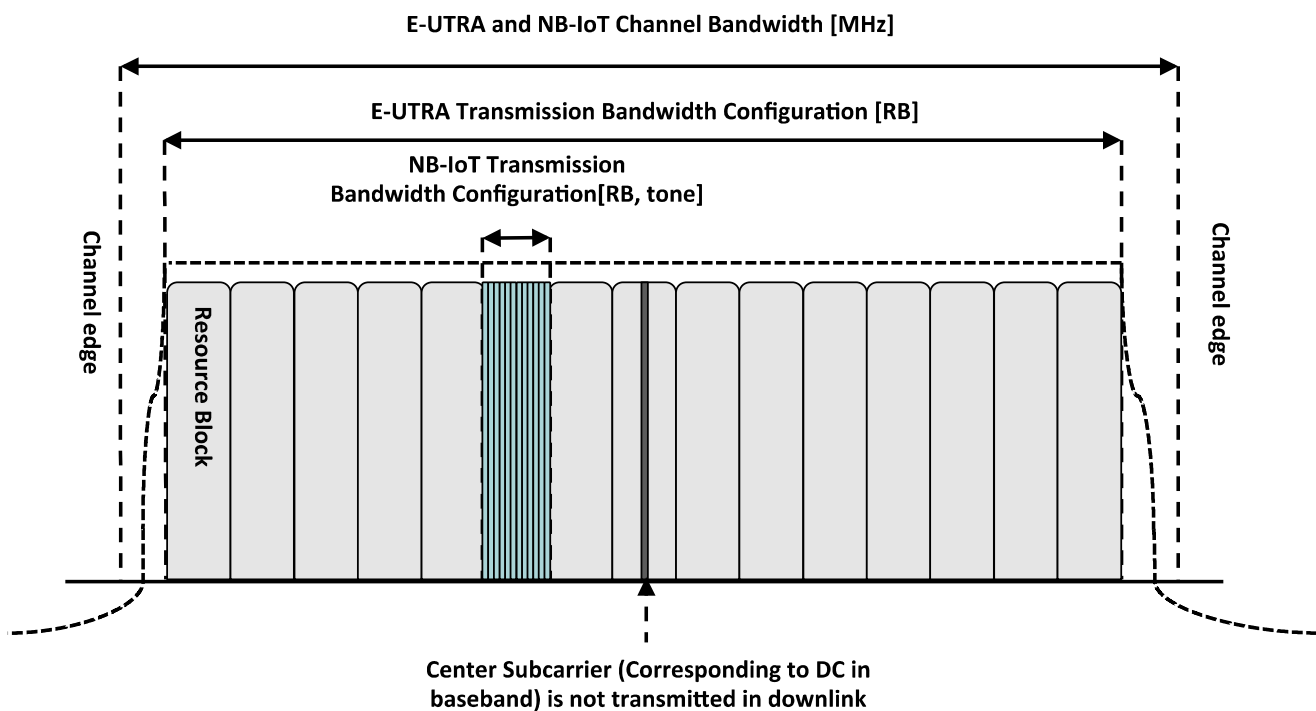 E-UTRA and NB-IoT Channel Bandwidth [MHz]
E-UTRA Transmission Bandwidth Configuration [RB]
NB-IoT Transmission
Bandwidth Configuration[RB, tone]
Channel edge
Channel edge
Resource Block
Center Subcarrier (Corresponding to DC in
baseband) is not transmitted in downlink